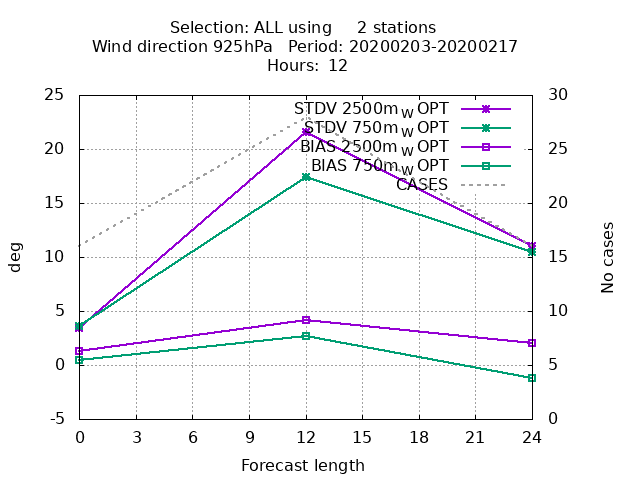 Selection: ALL using 2 stations
Wind direction 925hPa Period: 20200203-20200217
Hours: 12
STDV 2500m W OPT
STDV 750m W OPT
BIAS 2500m W OPT
BIAS 750m W OPT
CASES
25
20
15
10
5
0
-5
deg
30
25
20
15
10
5
0
No cases
0 3 6 9 12 15 18 21 24
Forecast length